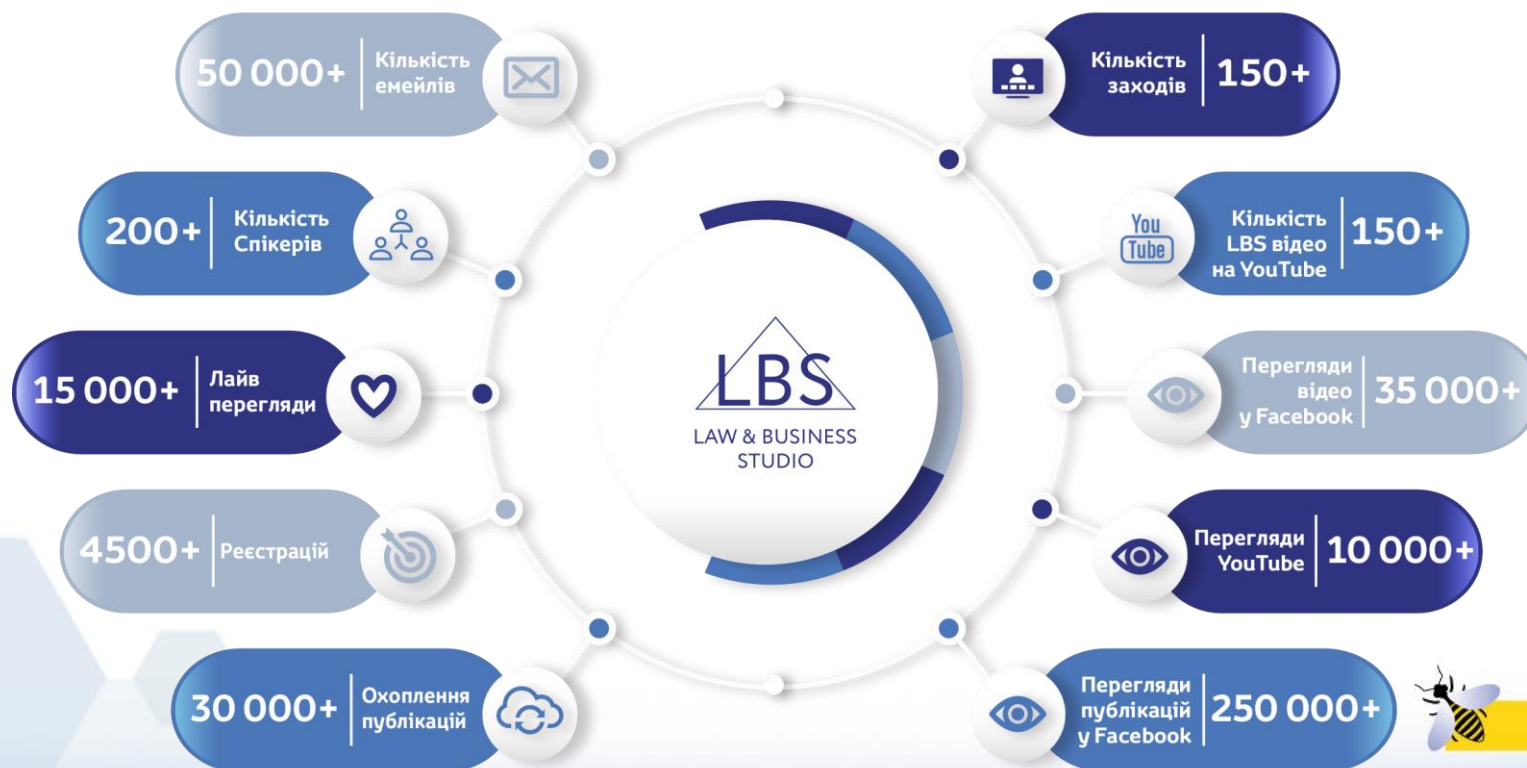 50 000+
Кількість
емейлів
200+
Кількість
Спікерів
15 000+
Лайв
перегляди
4500+
Реєстрацій
30 000+
Охоплення
публікацій
LBS
LAW & BUSINESS
STUDIO
Кількість
заходів
150+
You
Tube
Кількість
LBS відео
на YouTube
150+
Перегляди
відео
у Facebook
35 000+
Перегляди
YouTube
10 000+
Перегляди
публікацій
у Facebook
250 000+